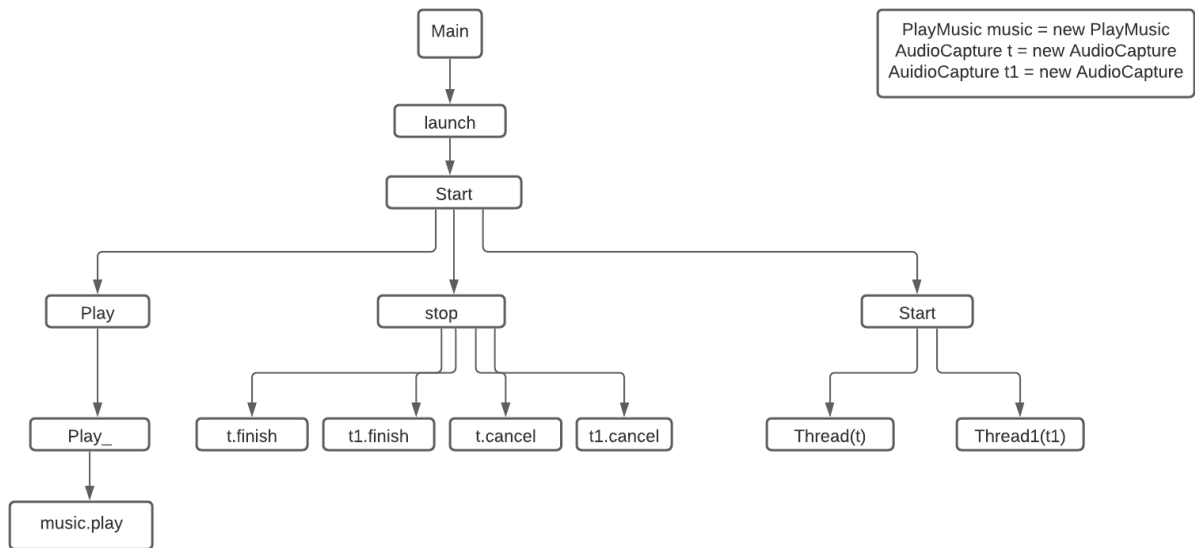 Main
PlayMusic music = new PlayMusic
AudioCapture t = new AudioCapture
AuidioCapture t1 = new AudioCapture
launch
Start
Play
stop
Start
Play_
t.finish
t1.finish
t.cancel
t1.cancel
Thread(t)
Thread1(t1)
music.play